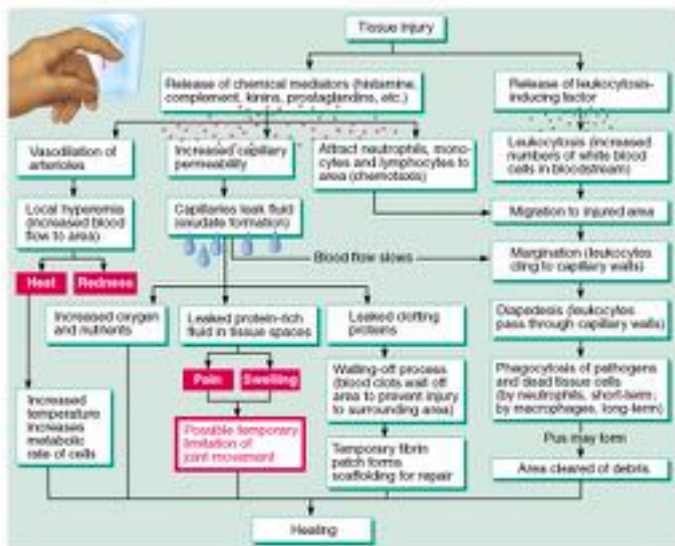 Tissue injury
Release of chemical mediators (histamine,
complement, kinins, prostaglandins, etc.)
Release of leukocytosis-
inducing factor
Vasodilation of
arterioles
Increased capillary
permeability
Attract neutrophils, mono-
cytes and lymphocytes to
area (chemotaxis)
Leukocytosis (increased
numbers of white blood
cells in bloodstream)
Local hyperemia
(increased blood
flow to area)
Capillaries leak fluid
(exudate formation)
Migration to injured area
Heat
Redness
Blood flow slows
Margination (leukocytes
cling to capillary walls)
Increased oxygen
and nutrients
Leaked protein-rich
fluid in tissue spaces
Leaked clotting
proteins
Diapedesis (leukocytes
pass through capillary walls)
Pain
Swelling
Walling-off process
(blood clots wall off
area to prevent injury
to surrounding area)
Phagocytosis of pathogens
and dead tissue cells
(by neutrophils, short-term;
by macrophages, long-term)
Increased
temperature
increases
metabolic
rate of cells
Possible temporary
limitation of
joint movement
Temporary fibrin
patch forms
scaffolding for repair
Pus may form
Area cleared of debris
Healing